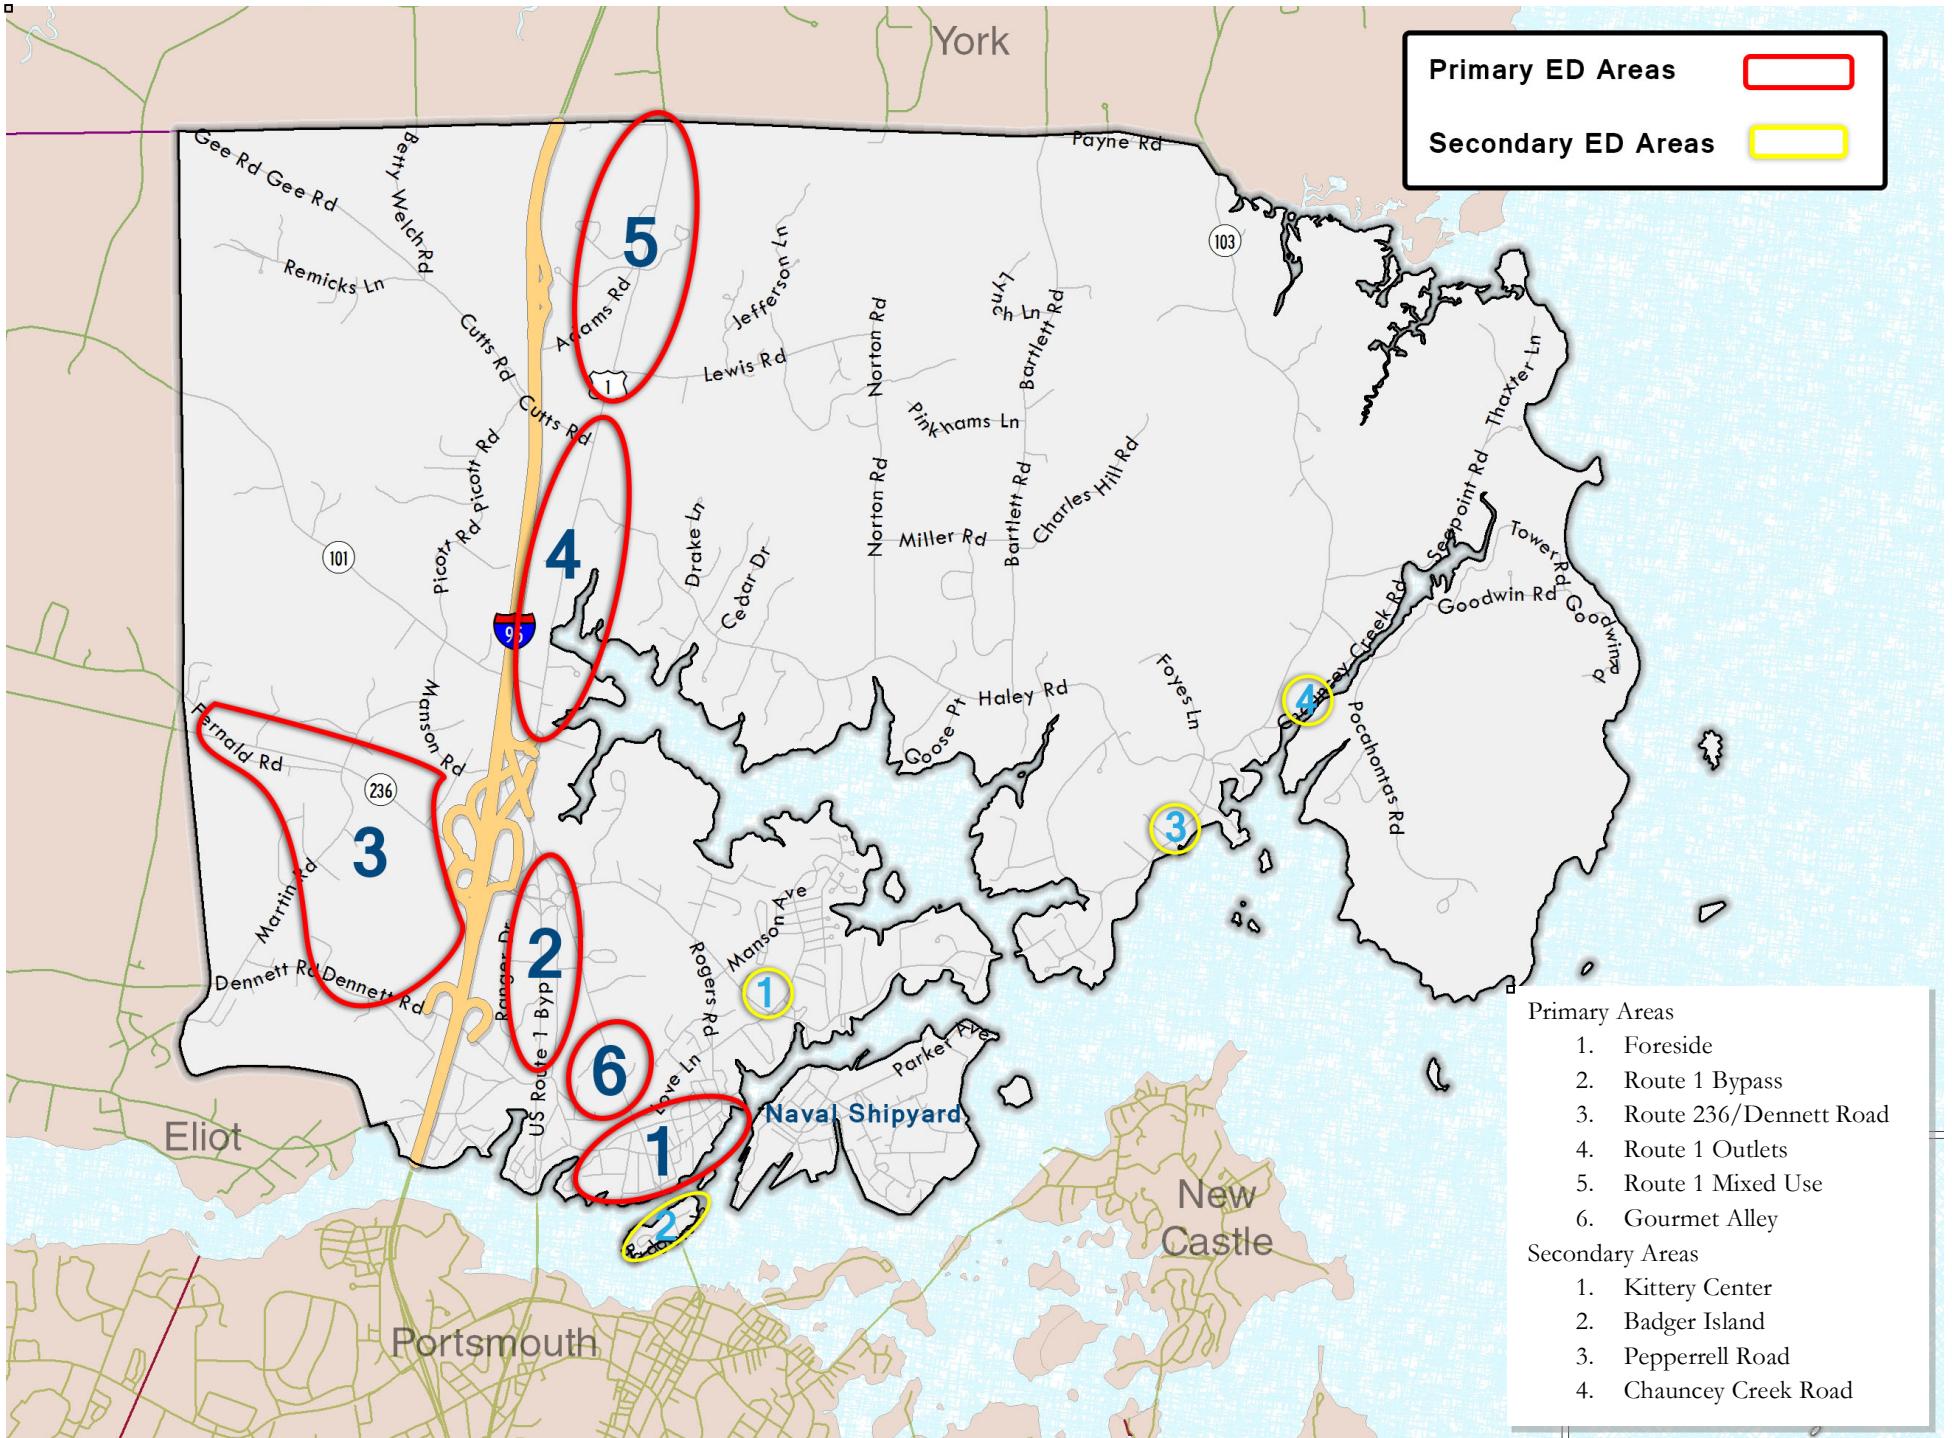 York
Primary ED Areas
Secondary ED Areas
Gee Rd
Gee Rd
Betty Welch Rd
Payne Rd
103
5
Remicks Ln
Jefferson Ln
Lynch Ln
Bartlett Rd
Norton Rd
Adams Rd
Cutts Rd
Lewis Rd
1
Thaxter Ln
Cutts Rd
Pinkhams Ln
Picott Rd
Picott Rd
Norton Rd
Bartlett Rd
Charles Hill Rd
Seapoint Rd
101
4
Drake Ln
Cedar Dr
Miller Rd
Tower Rd
Goodwin Rd
Goodwin Rd
95
Chauncey Creek Rd
4
Manson Rd
Haley Rd
Goose Pt
Foyes Ln
Pocahontas Rd
Fernald Rd
236
3
3
Martin Rd
2
Ranger Dr
Manson Ave
Rogers Rd
1
Dennett Rd
Dennett Rd
US Route 1 Byp
6
Love Ln
Parker Ave
Naval Shipyard
1
2
Eliot
New
Castle
Portsmouth
Primary Areas
1. Foreside
2. Route 1 Bypass
3. Route 236/Dennett Road
4. Route 1 Outlets
5. Route 1 Mixed Use
6. Gourmet Alley
Secondary Areas
1. Kittery Center
2. Badger Island
3. Pepperrell Road
4. Chauncey Creek Road